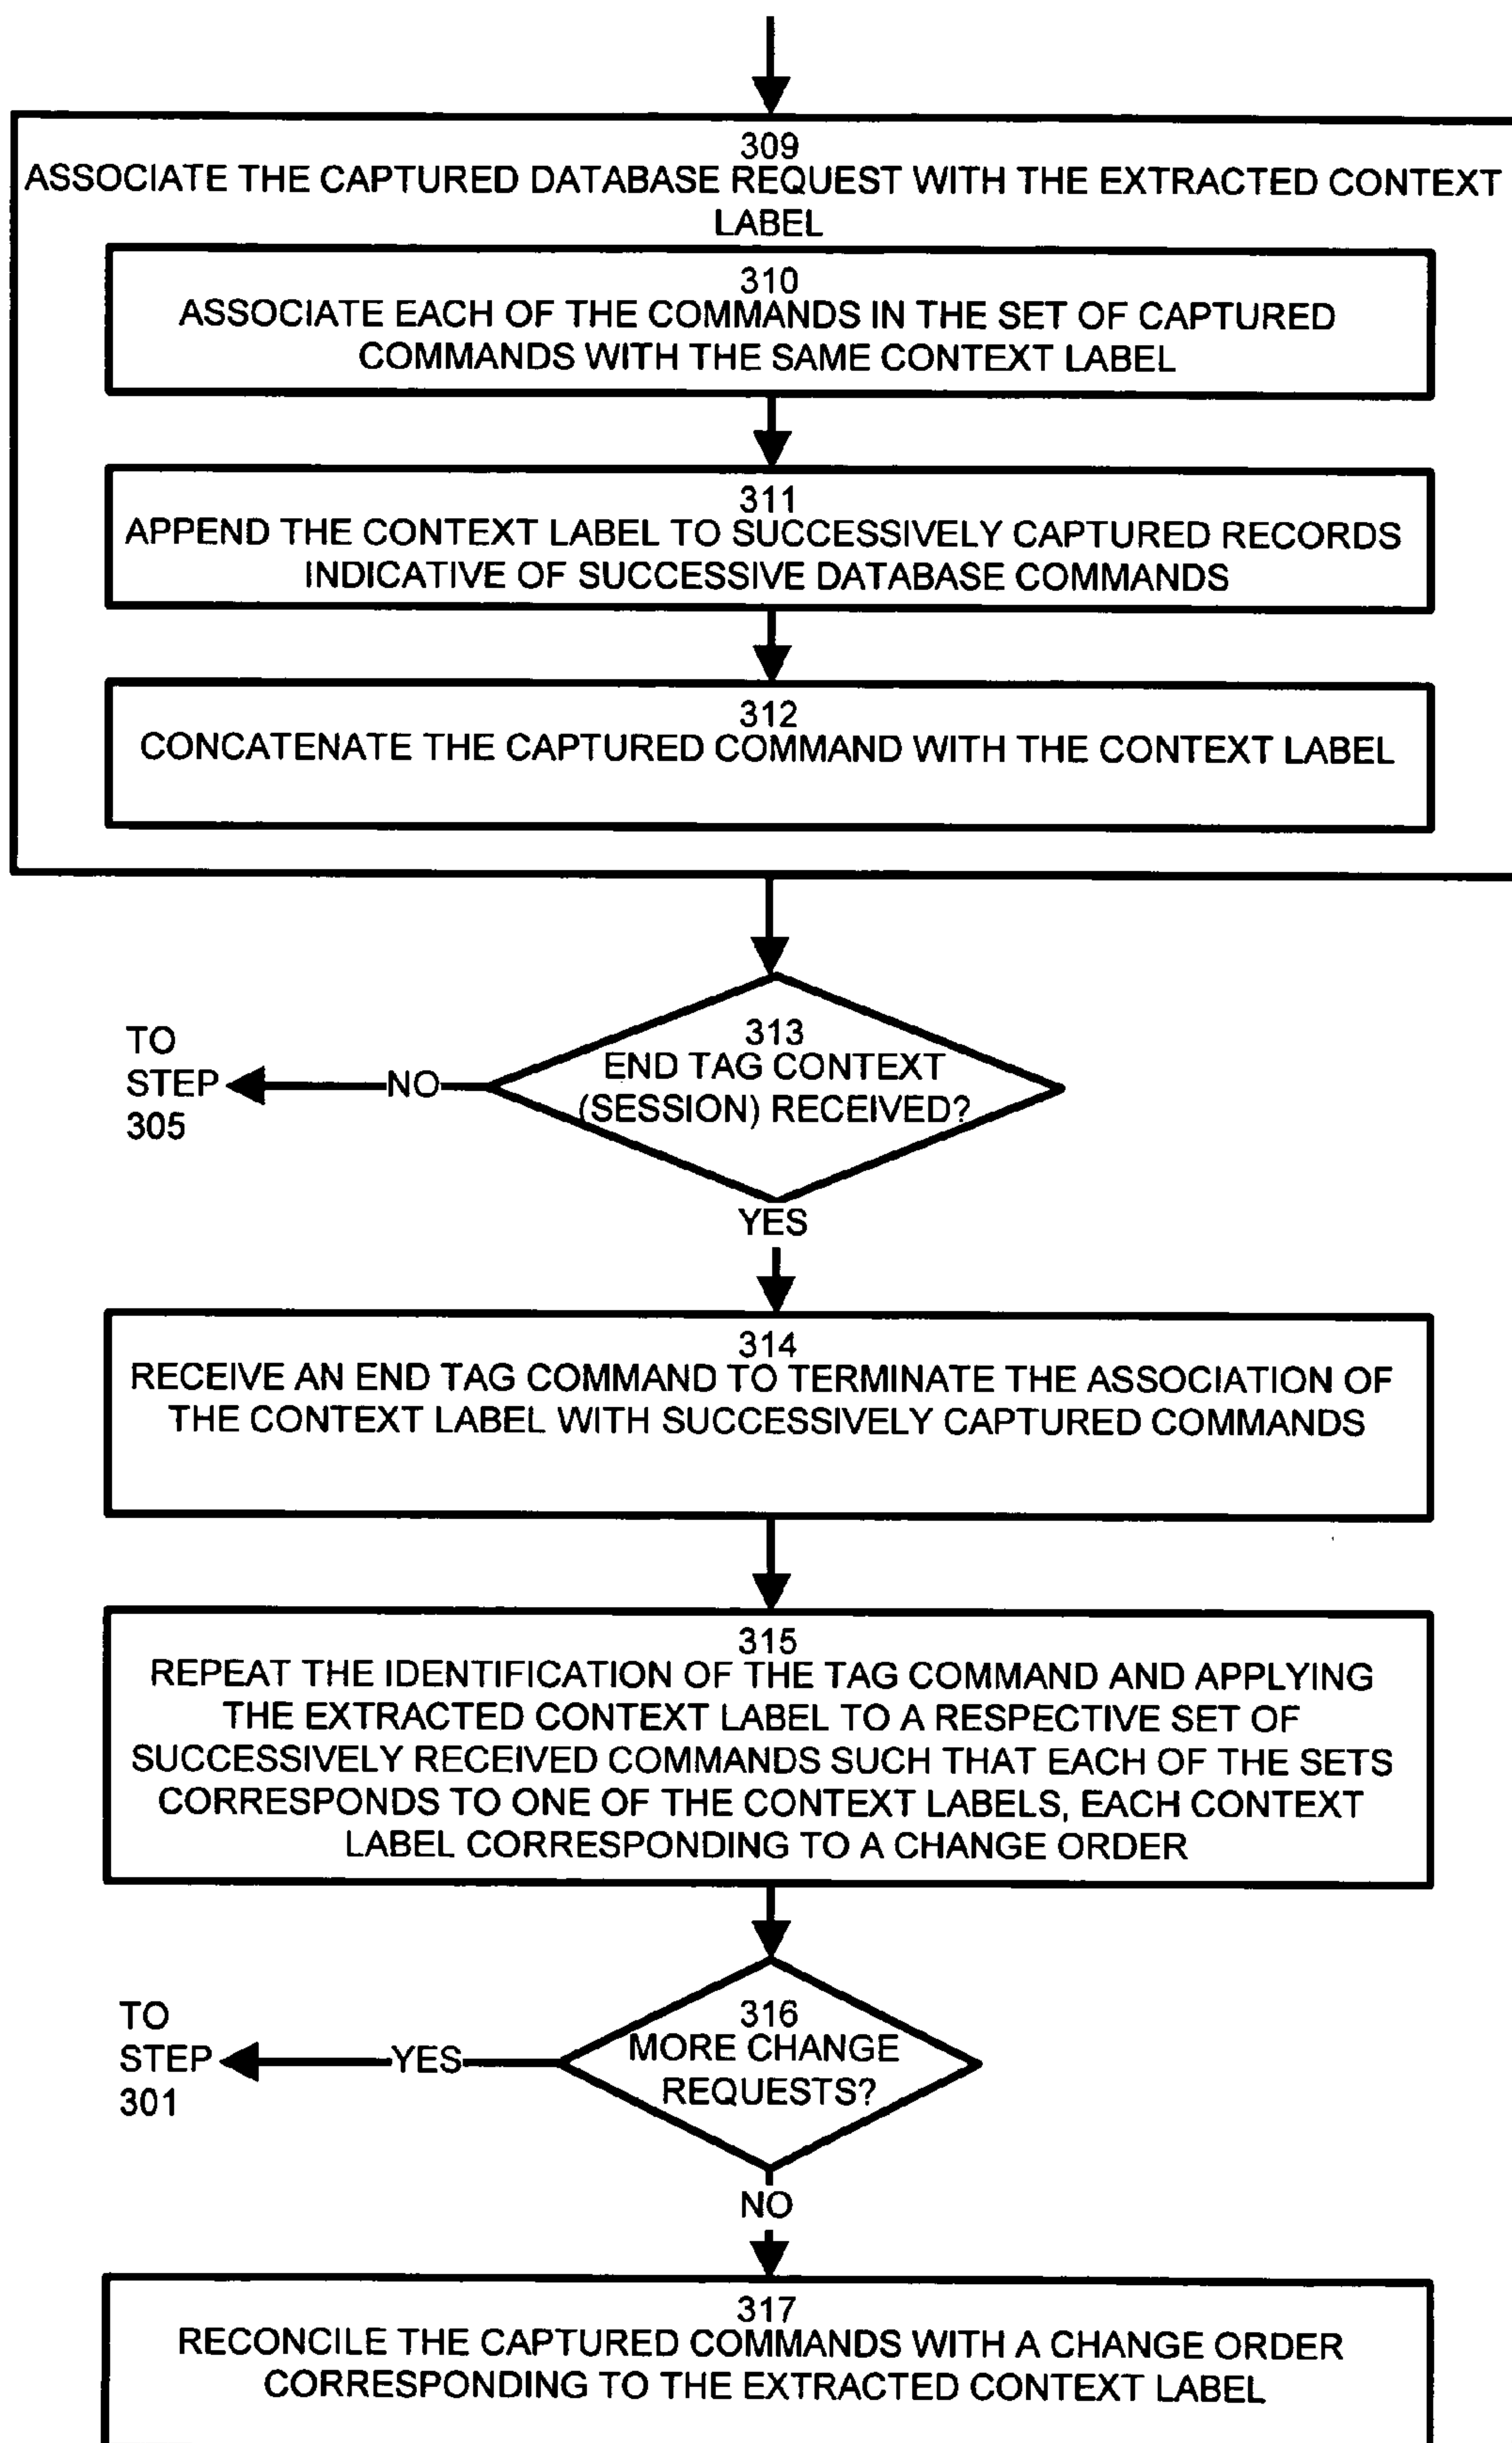 309
ASSOCIATE THE CAPTURED DATABASE REQUEST WITH THE EXTRACTED CONTEXT
LABEL
310
ASSOCIATE EACH OF THE COMMANDS IN THE SET OF CAPTURED
COMMANDS WITH THE SAME CONTEXT LABEL
311
APPEND THE CONTEXT LABEL TO SUCCESSIVELY CAPTURED RECORDS
INDICATIVE OF SUCCESSIVE DATABASE COMMANDS
312
CONCATENATE THE CAPTURED COMMAND WITH THE CONTEXT LABEL
313
END TAG CONTEXT
(SESSION) RECEIVED?
NO
TO
STEP
305
YES
314
RECEIVE AN END TAG COMMAND TO TERMINATE THE ASSOCIATION OF
THE CONTEXT LABEL WITH SUCCESSIVELY CAPTURED COMMANDS
315
REPEAT THE IDENTIFICATION OF THE TAG COMMAND AND APPLYING
THE EXTRACTED CONTEXT LABEL TO A RESPECTIVE SET OF
SUCCESSIVELY RECEIVED COMMANDS SUCH THAT EACH OF THE SETS
CORRESPONDS TO ONE OF THE CONTEXT LABELS, EACH CONTEXT
LABEL CORRESPONDING TO A CHANGE ORDER
316
MORE CHANGE
REQUESTS?
YES
TO
STEP
301
NO
317
RECONCILE THE CAPTURED COMMANDS WITH A CHANGE ORDER
CORRESPONDING TO THE EXTRACTED CONTEXT LABEL